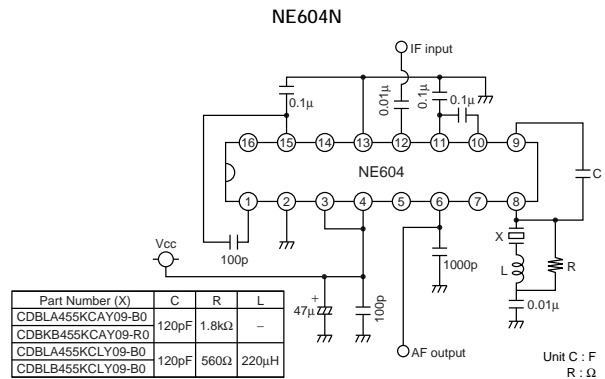 NE604N
IF input
0.1μ
0.01μ
0.1μ
0.1μ
16 15 14 13 12 11 10 9
NE604
C
1 2 3 4 5 6 7 8
100p
Vcc
X
L
R
1000p
0.01μ
+
47μ
100p
AF output
Part Number (X) C R L
CDBLA455KCAY09-B0 120pF 1.8kΩ –
CDBKB455KCAY09-R0
CDBLA455KCLY09-B0 120pF 560Ω 220μH
CDBLB455KCLY09-B0
Unit C : F
R : Ω